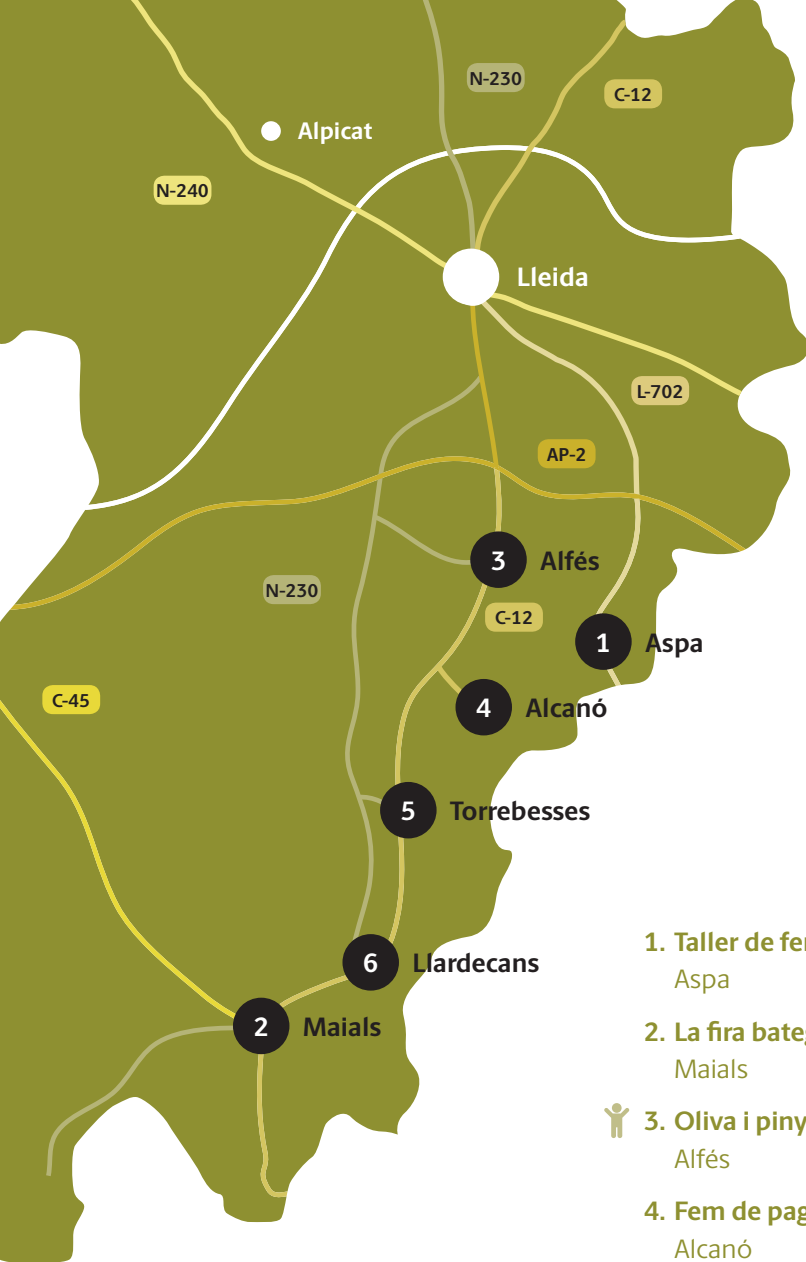 N-230
C-12
Alpicat
N-240
Lleida
L-702
AP-2
3 Alfés
N-230
C-12
1 Aspa
C-45
4 Alcanó
5 Torrebesses
6 Llardecans
2 Maials
1. Taller de fer
Aspa
2. La fira bateg
Maials
3. Oliva i piny
Alfés
4. Fem de pag
Alcanó